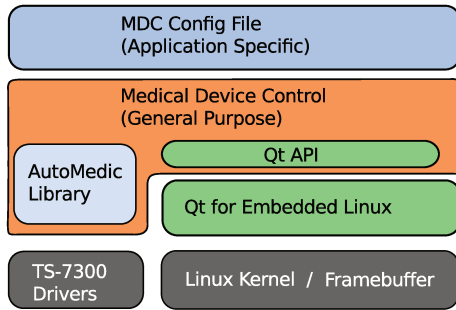 MDC Config File
(Application Specific)
Medical Device Control
(General Purpose)
Qt API
AutoMedic
Library
Qt for Embedded Linux
TS-7300
Drivers
Linux Kernel / Framebuffer